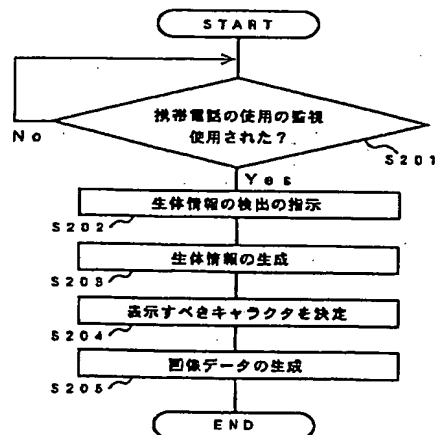 START
携帯電話の使用の監視
使用された？
No
S201
Yes
生体情報の検出の指示
S202
生体情報の生成
S203
表示すべきキャラクタを決定
S204
画像データの生成
S205
END